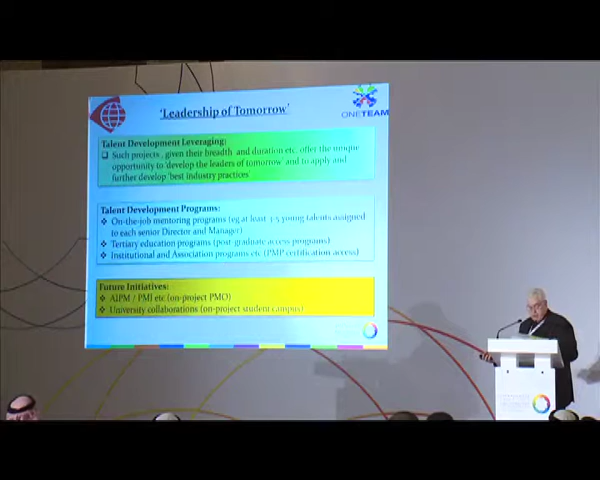 'Leadership of Tomorrow'
ONETEAM
Talent Development Leveraging:
Such projects, given their breadth and duration etc. offer the unique
opportunity to 'develop the leaders of tomorrow' and to apply and
further develop 'best industry practices'
Talent Development Programs:
On-the-job mentoring programs (eg at least 3-5 young talents assigned
to each senior Director and Manager)
Tertiary education programs (post-graduate access programs)
Institutional and Association programs etc (PMP certification access)
Future Initiatives:
AIPM / PMI etc (on-project PMO)
University collaborations (on-project student campus)